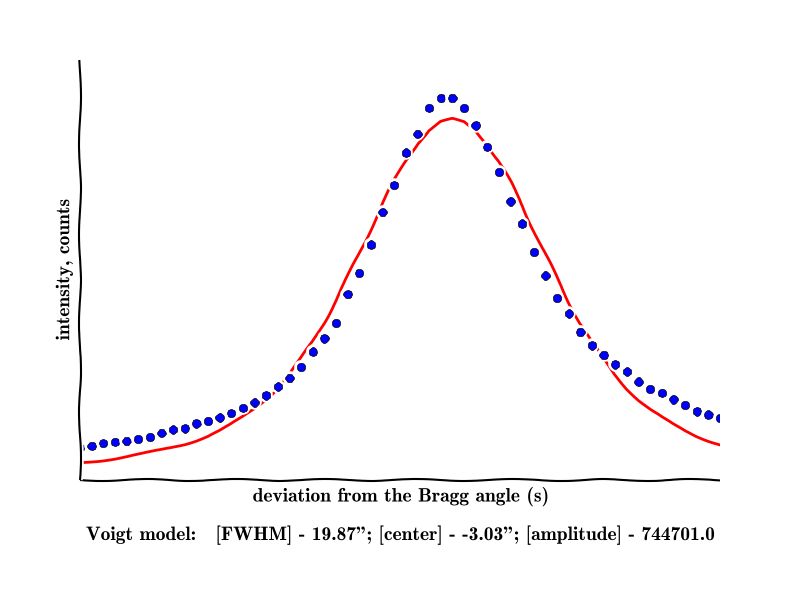 intensity, counts
deviation from the Bragg angle (s)
Voigt model: [FWHM] - 19.87”; [center] - -3.03”; [amplitude] - 744701.0